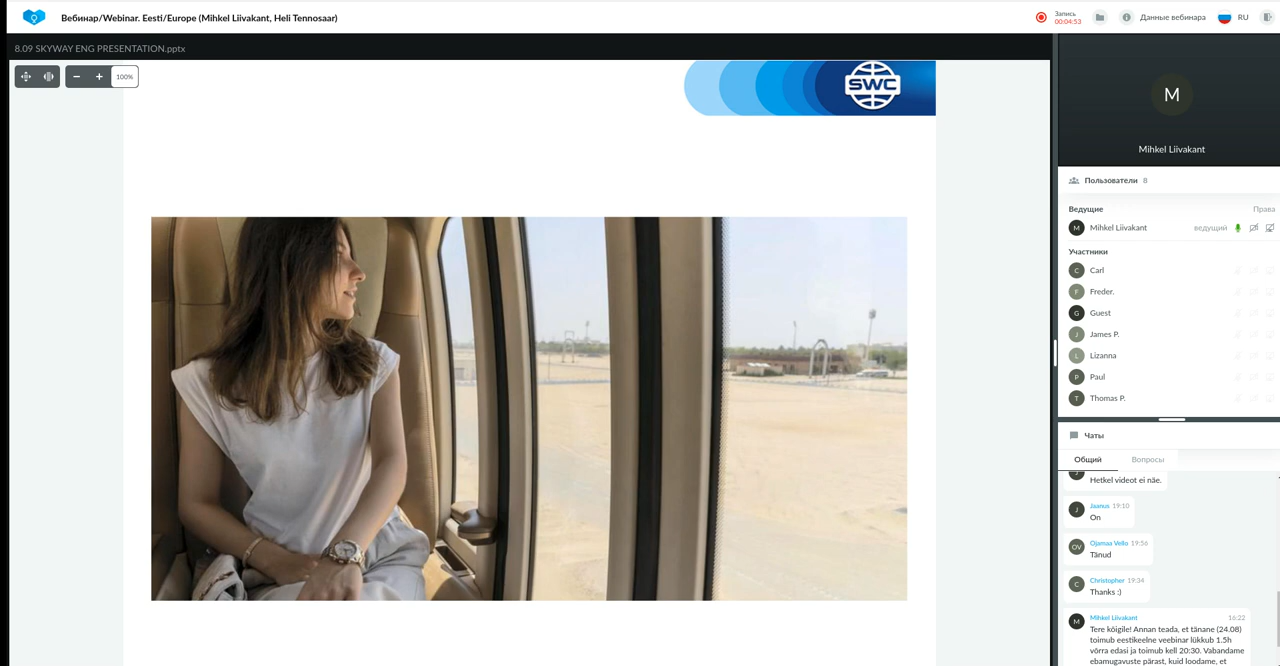 Вебинар/Webinar. Eesti/Europe (Mihkel Liivakant, Heli Tennosaar)
Запись
00:04:53
Данные вебинара
RU
8.09 SKYWAY ENG PRESENTATION.pptx
100%
SWC
M
Mihkel Liivakant
Пользователи 8
Ведущие Права
M Mihkel Liivakant ведущий
Участники
C Carl
F Freder.
G Guest
J James P.
L Lizanna
P Paul
T Thomas P.
Чаты
Общий Вопросы
Hetkel videot ei näe.
Jaanus 19:10
J On
Ojamaa Vello 19:56
OV Tänud
Christopher 19:34
C Thanks :)
Mihkel Liivakant 16:22
M Tere kõigile! Annan teada, et tänane (24.08)
toimub eestikeelne veebinar lükkub 1.5h
võrra edasi ja toimub kell 20:30. Vabandame
ebamugavuste pärast, kuid loodame, et